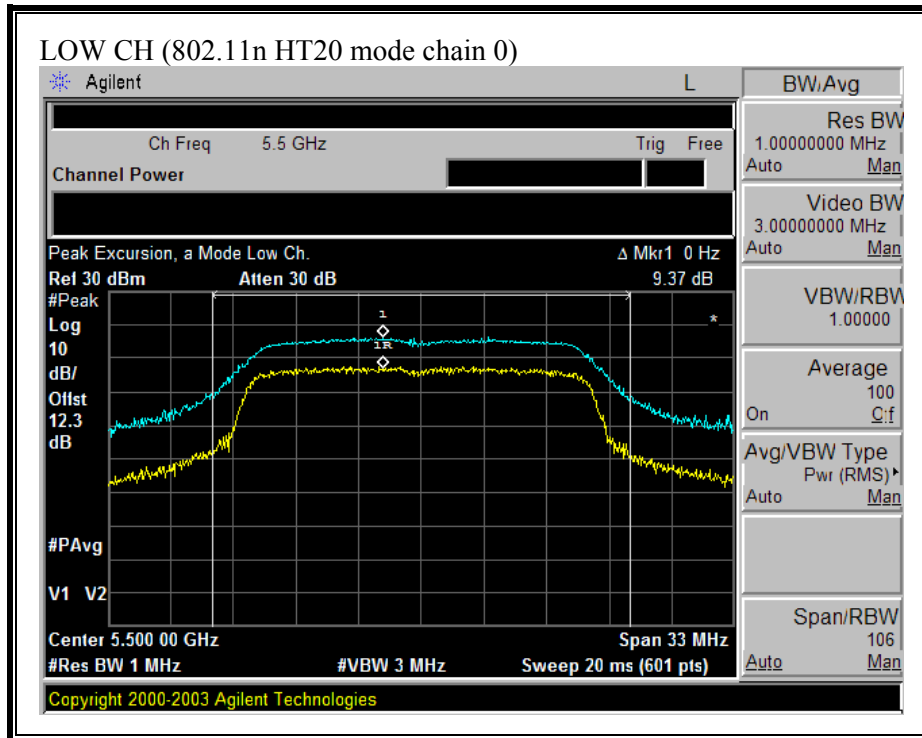 LOW CH (802.11n HT20 mode chain 0)
Agilent L
BW/Avg
Ch Freq 5.5 GHz Trig Free
Channel Power
Res BW
1.00000000 MHz
Auto Man
Video BW
3.00000000 MHz
Auto Man
Peak Excursion, a Mode Low Ch. Δ Mkr1 0 Hz
Ref 30 dBm Atten 30 dB 9.37 dB
#Peak
Log
10
dB/
Offst
12.3
dB
1
1R
*
#PAvg
V1 V2
VBW/RBW
1.00000
Average
100
On Off
Avg/VBW Type
Pwr (RMS)
Auto Man
Span/RBW
106
Auto Man
Center 5.500 00 GHz Span 33 MHz
#Res BW 1 MHz #VBW 3 MHz Sweep 20 ms (601 pts)
Copyright 2000-2003 Agilent Technologies